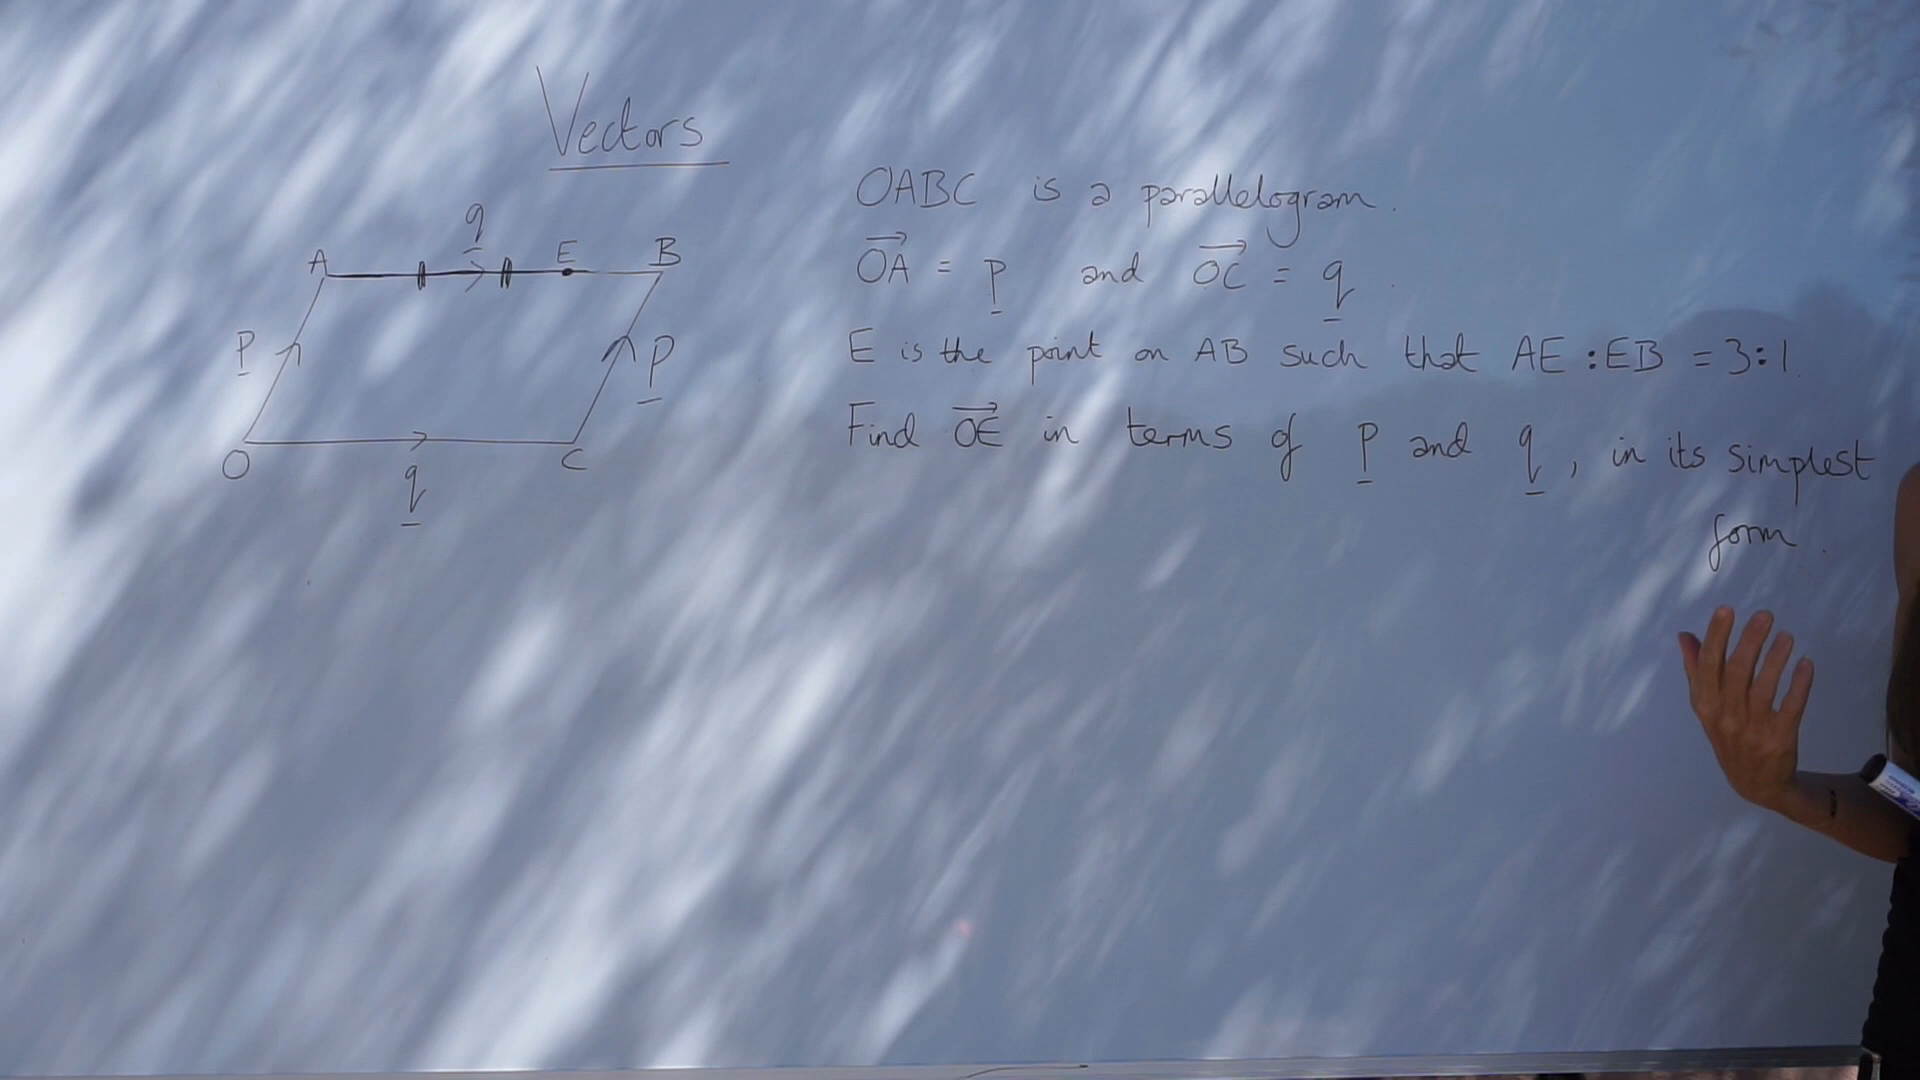 Vectors
OABC is a parallelogram.
OA = p and OC = q.
E is the point on AB such that AE : EB = 3:1.
Find OE in terms of p and q, in its simplest
form.
q
A E B
p p
O C
q